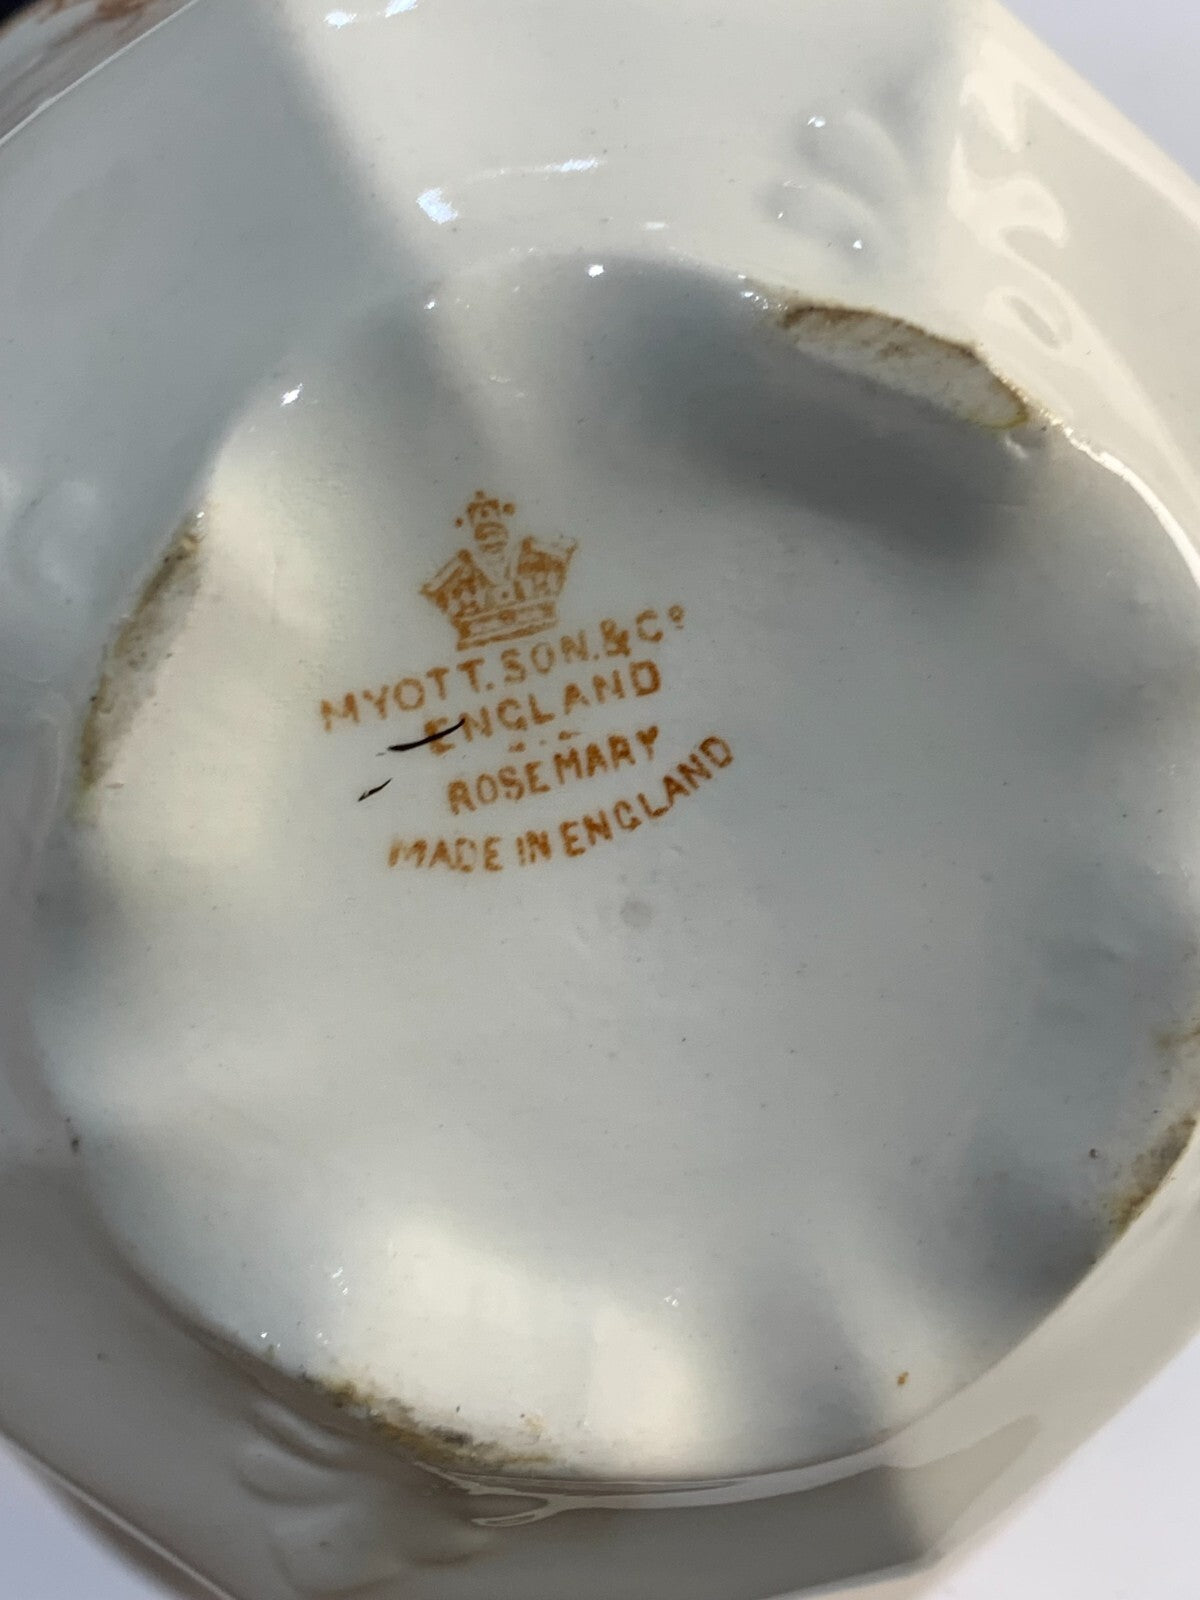 MYOTT.SON.&Cº
ENGLAND
ROSEMARY
MADE IN ENGLAND